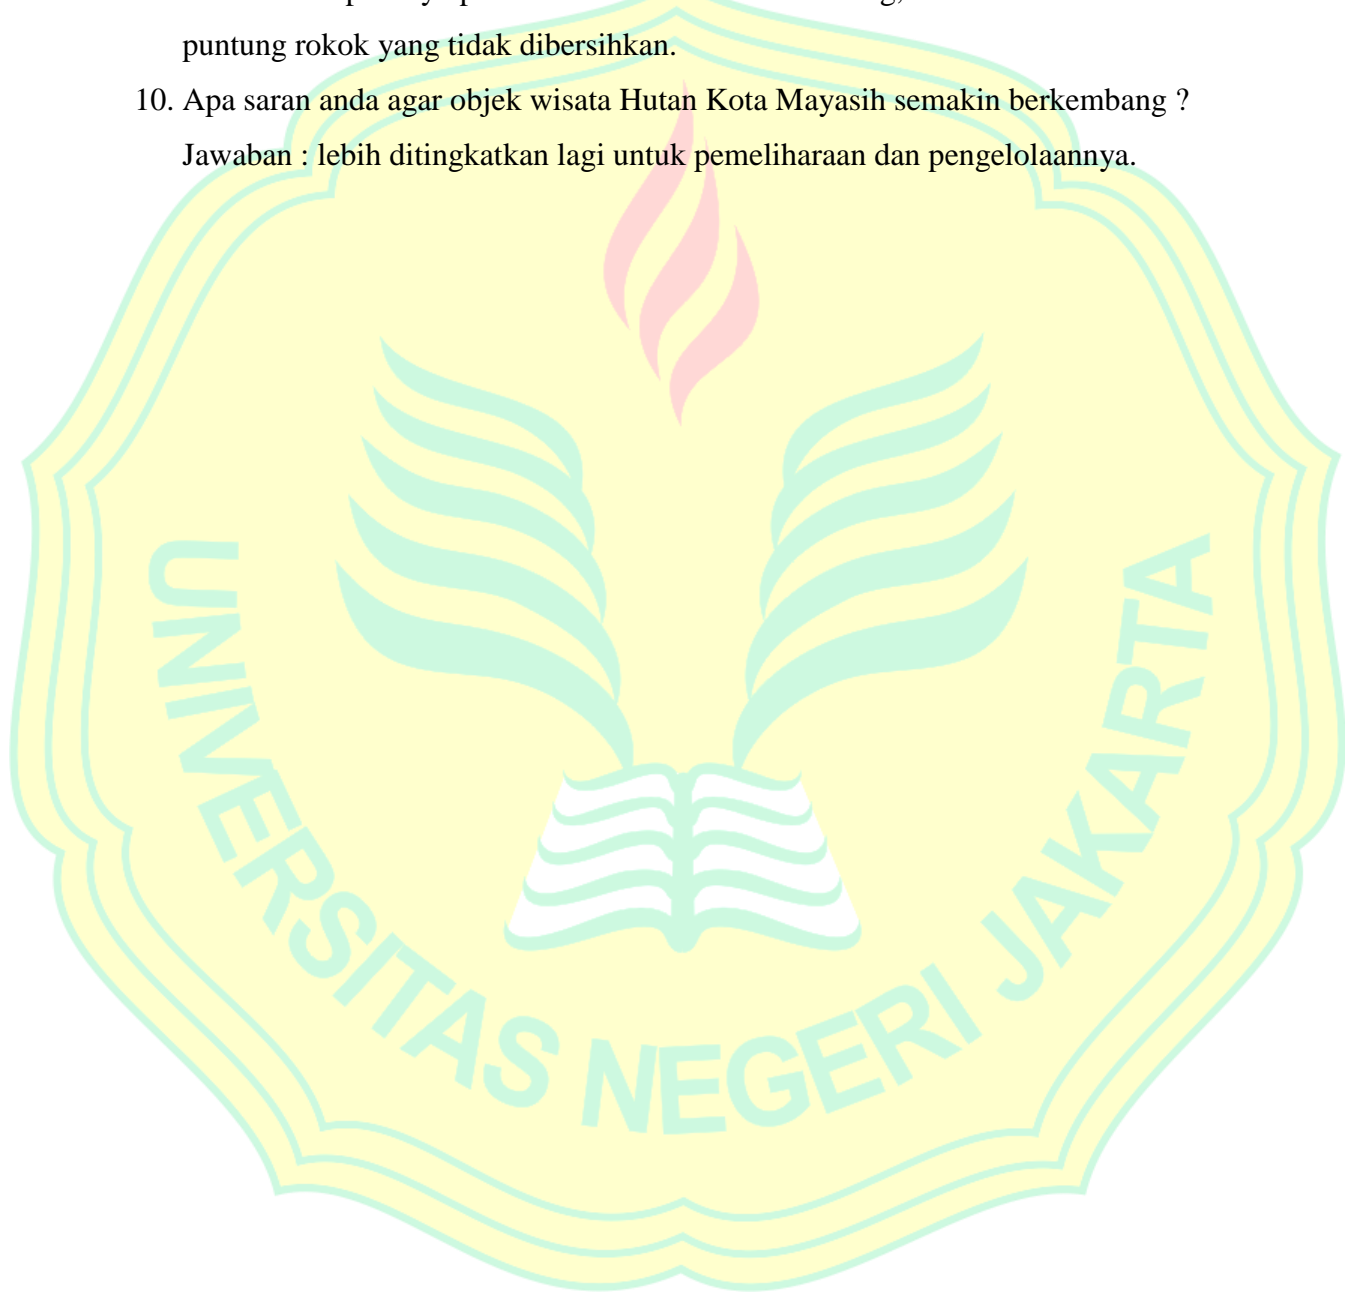 puntung rokok yang tidak dibersihkan.
10. Apa saran anda agar objek wisata Hutan Kota Mayasih semakin berkembang ?
Jawaban : lebih ditingkatkan lagi untuk pemeliharaan dan pengelolaannya.
UNIVERSITAS NEGERI JAKARTA